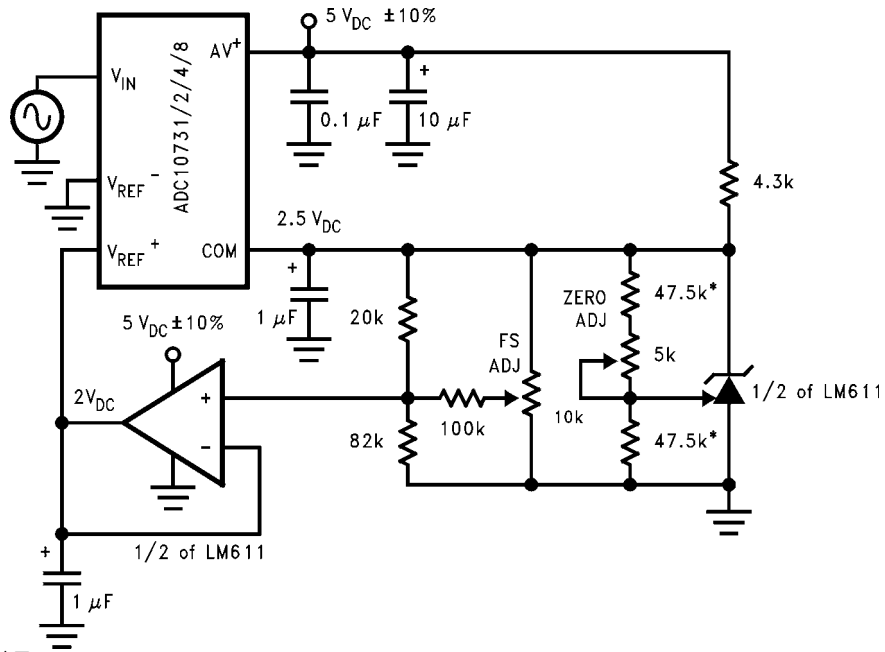 5 VDC ±10%
AV+
VIN
ADC10731/2/4/8
0.1 µF
10 µF
+
4.3k
VREF-
2.5 VDC
VREF+
COM
+
1 µF
20k
ZERO
ADJ
47.5k*
5 VDC ±10%
FS
ADJ
5k
2VDC
+
-
100k
10k
1/2 of LM611
82k
47.5k*
+
1/2 of LM611
1 µF